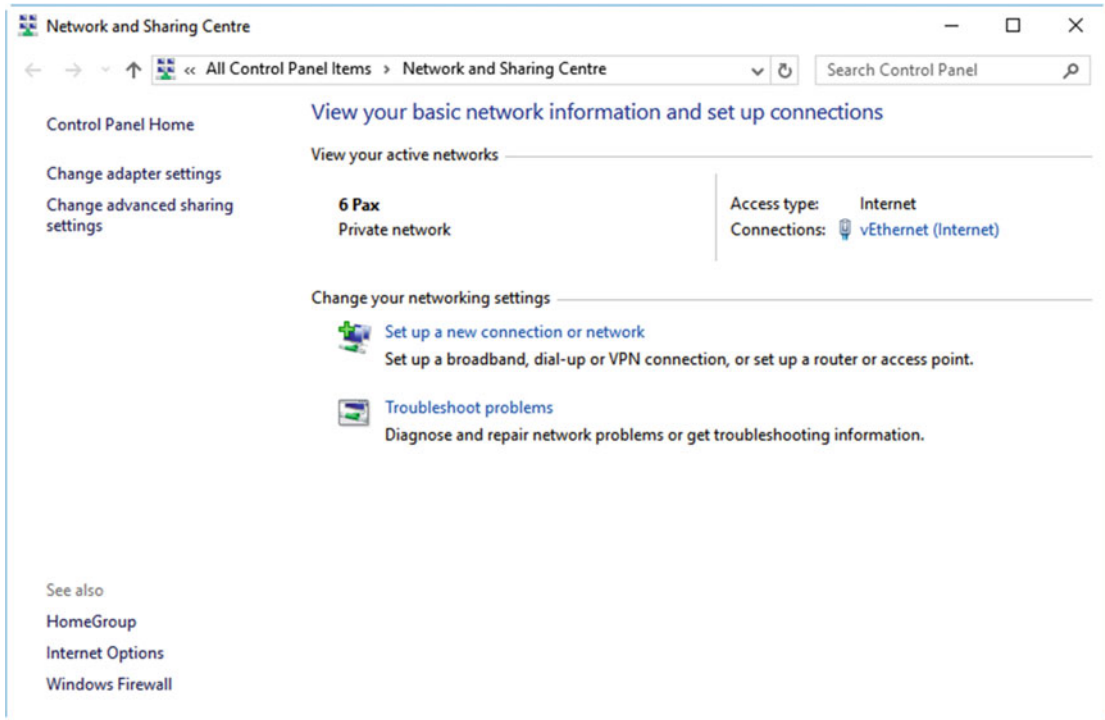 Network and Sharing Centre
« All Control Panel Items › Network and Sharing Centre
Search Control Panel
Control Panel Home
Change adapter settings
Change advanced sharing
settings
View your basic network information and set up connections
View your active networks
6 Pax
Private network
Access type: Internet
Connections: vEthernet (Internet)
Change your networking settings
Set up a new connection or network
Set up a broadband, dial-up or VPN connection, or set up a router or access point.
Troubleshoot problems
Diagnose and repair network problems or get troubleshooting information.
See also
HomeGroup
Internet Options
Windows Firewall